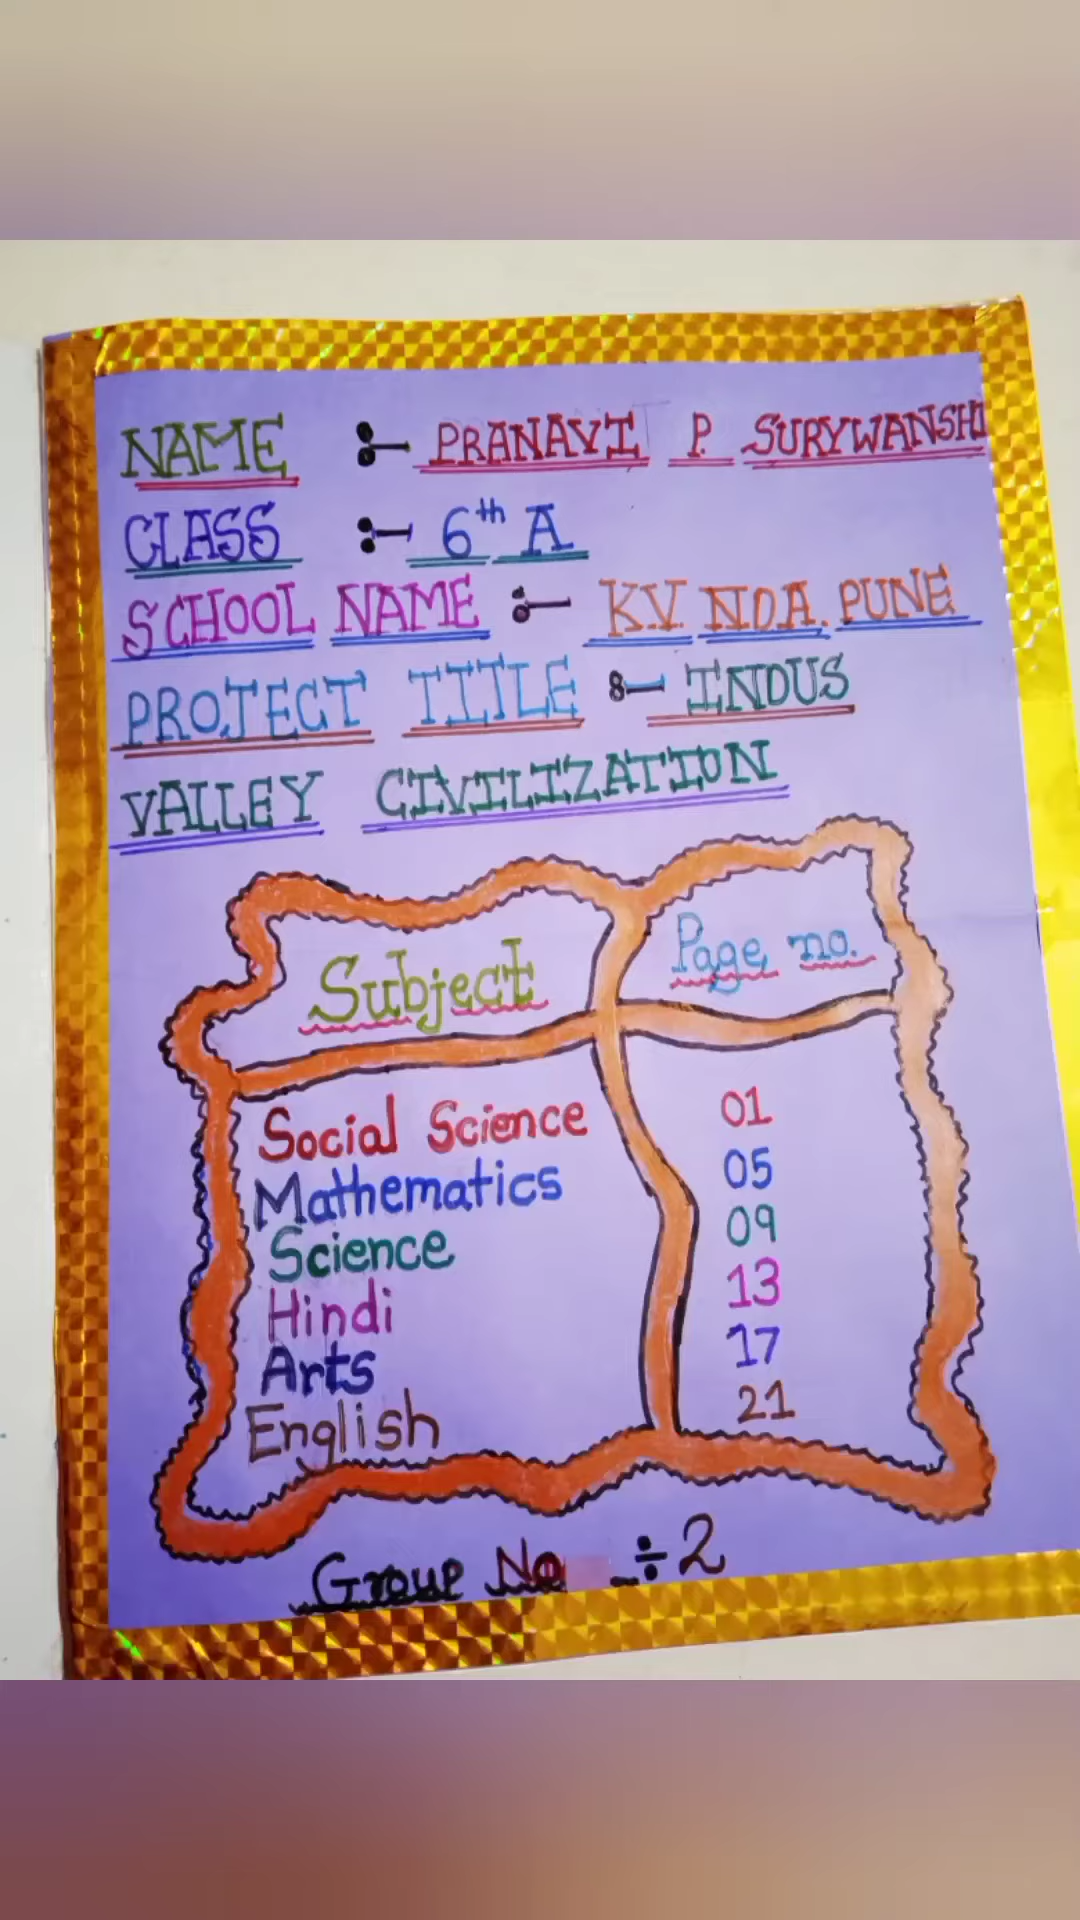 NAME :- PRANAVI P. SURYWANSHI
CLASS :- 6th A
SCHOOL NAME :- K.V. N.D.A. PUNE
PROJECT TITLE :- INDUS
VALLEY CIVILIZATION
Subject Page no.
Social Science 01
Mathematics 05
Science 09
Hindi 13
Arts 17
English 21
Group No ÷ 2